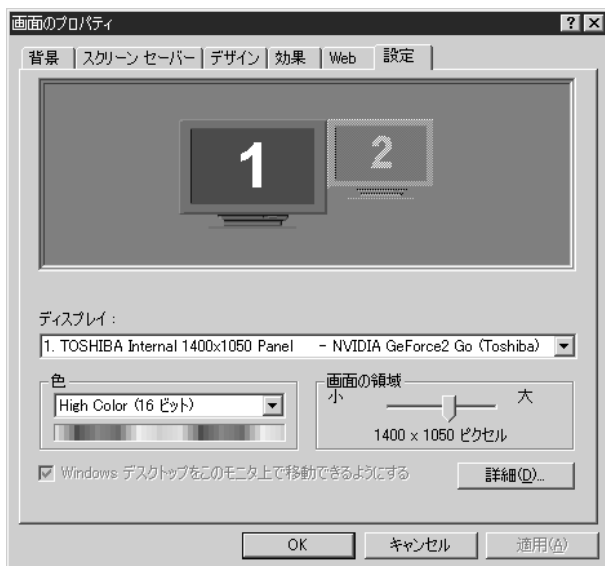 画面のプロパティ
背景 スクリーン セーバー デザイン 効果 Web 設定
1 2
ディスプレイ：
1. TOSHIBA Internal 1400x1050 Panel - NVIDIA GeForce2 Go (Toshiba)
色
High Color (16 ビット)
画面の領域
小 大
1400 x 1050 ピクセル
Windows デスクトップをこのモニタ上で移動できるようにする
詳細(D)...
OK キャンセル 適用(A)